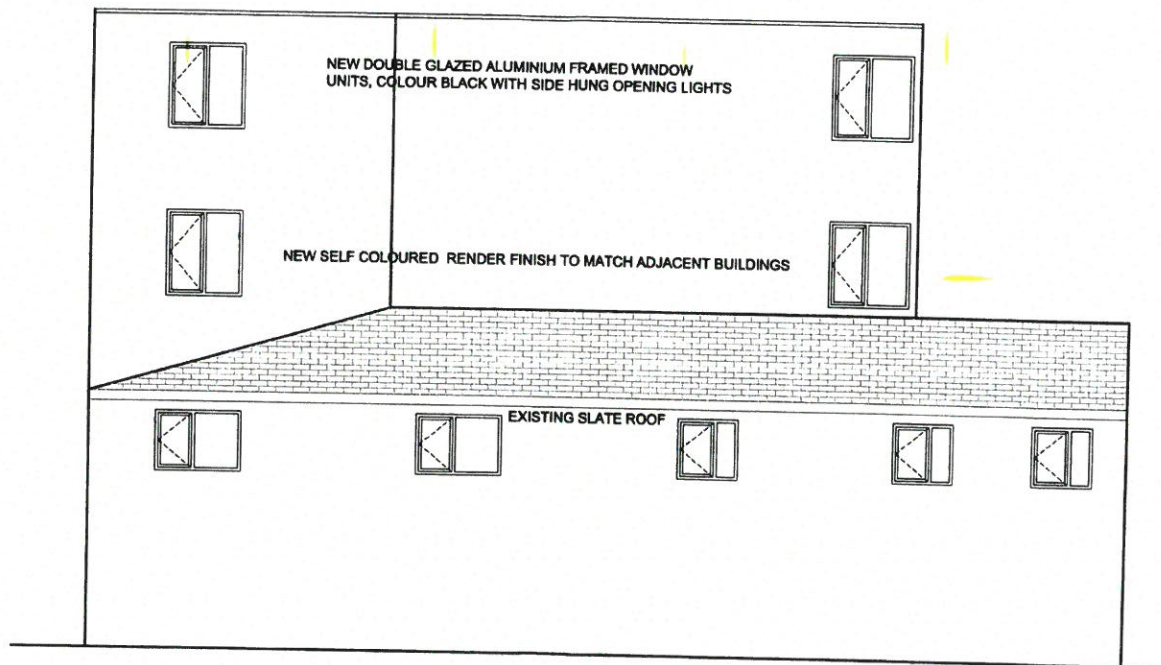 NEW DOUBLE GLAZED ALUMINIUM FRAMED WINDOW
UNITS, COLOUR BLACK WITH SIDE HUNG OPENING LIGHTS
NEW SELF COLOURED RENDER FINISH TO MATCH ADJACENT BUILDINGS
EXISTING SLATE ROOF